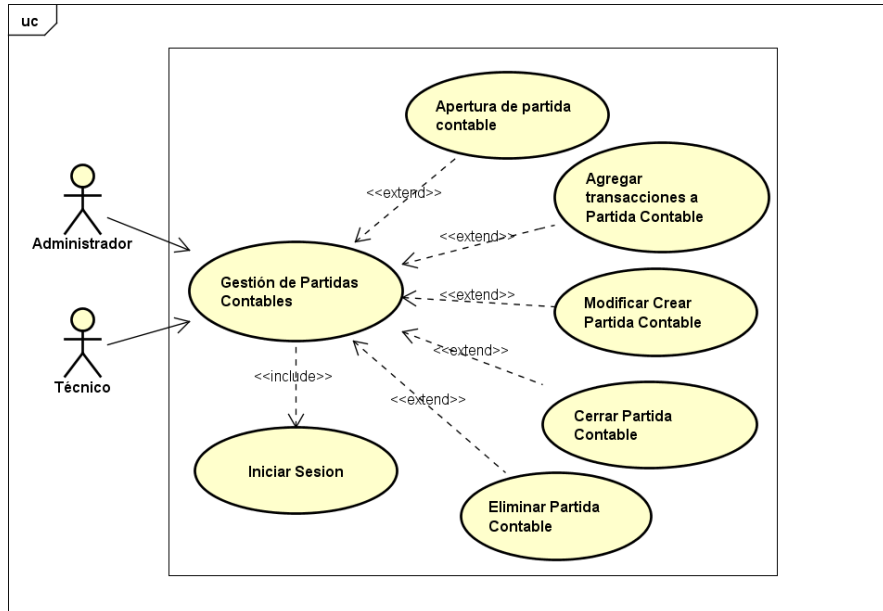 uc
Apertura de partida
contable
<<extend>>
Agregar
transacciones a
Partida Contable
<<extend>>
Administrador
Gestión de Partidas
Contables
<<extend>>
Modificar Crear
Partida Contable
Técnico
<<include>>
<<extend>>
<<extend>>
Cerrar Partida
Contable
Iniciar Sesion
Eliminar Partida
Contable